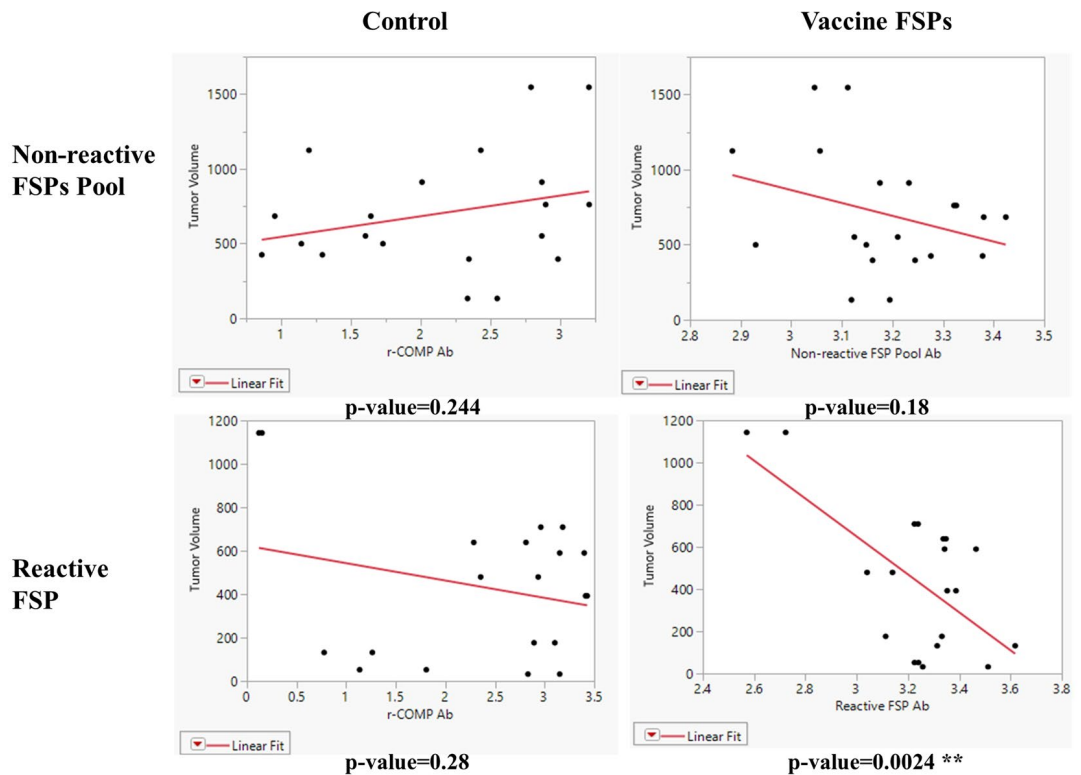 Control
Vaccine FSPs
Non-reactive
FSPs Pool
Tumor Volume
1500
1000
500
0
1 1.5 2 2.5 3
r-COMP Ab
Linear Fit
p-value=0.244
Tumor Volume
1500
1000
500
0
2.8 2.9 3 3.1 3.2 3.3 3.4 3.5
Non-reactive FSP Pool Ab
Linear Fit
p-value=0.18
Reactive
FSP
Tumor Volume
1200
1000
800
600
400
200
0
0 0.5 1 1.5 2 2.5 3 3.5
r-COMP Ab
Linear Fit
p-value=0.28
Tumor Volume
1200
1000
800
600
400
200
0
2.4 2.6 2.8 3 3.2 3.4 3.6 3.8
Reactive FSP Ab
Linear Fit
p-value=0.0024 **